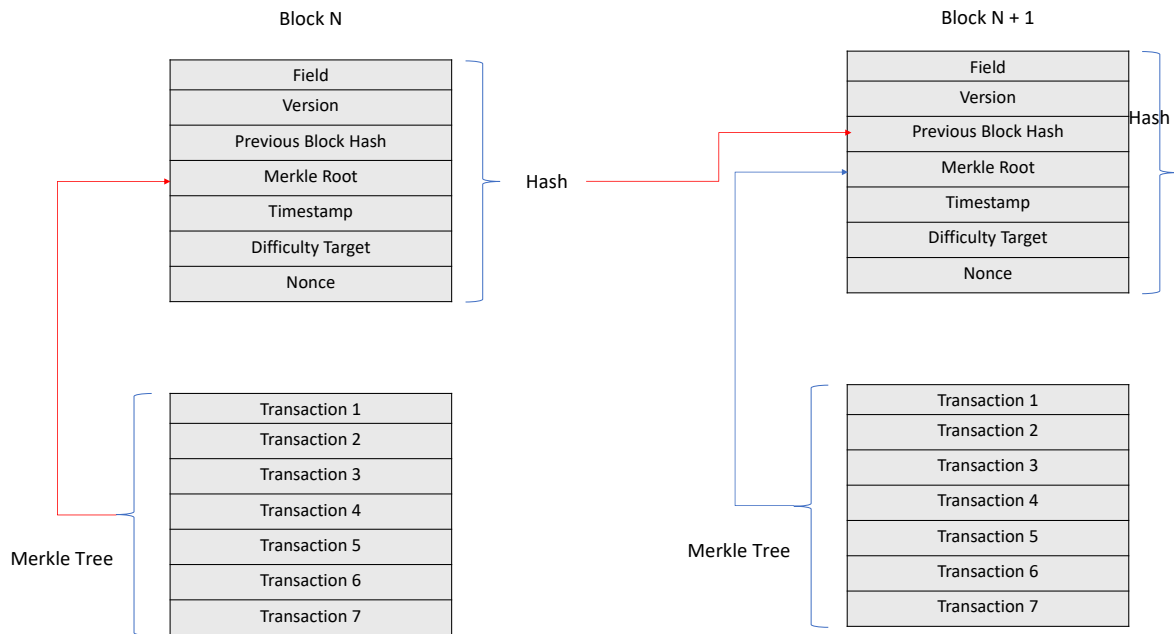 Block N
Field
Version
Previous Block Hash
Merkle Root
Timestamp
Difficulty Target
Nonce
Hash
Merkle Tree
Transaction 1
Transaction 2
Transaction 3
Transaction 4
Transaction 5
Transaction 6
Transaction 7
Block N + 1
Field
Version
Previous Block Hash
Merkle Root
Timestamp
Difficulty Target
Nonce
Hash
Merkle Tree
Transaction 1
Transaction 2
Transaction 3
Transaction 4
Transaction 5
Transaction 6
Transaction 7